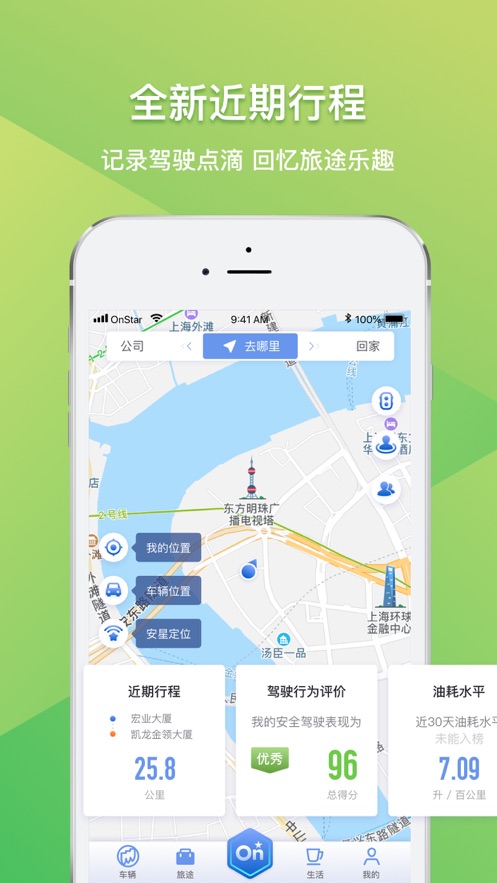 全新近期行程
记录驾驶点滴 回忆旅途乐趣
OnStar
9:41 AM
100%
上海外滩
公司
去哪里
回家
2号线
东方明珠广
播电视塔
我的位置
车辆位置
安星定位
外滩隧道
上海环球
金融中心
汤臣一品
近期行程
宏业大厦
凯龙金领大厦
25.8
公里
驾驶行为评价
我的安全驾驶表现为
优秀
96
总得分
油耗水平
近30天油耗水平
未能入榜
7.09
升 / 百公里
车辆
旅途
On
生活
我的